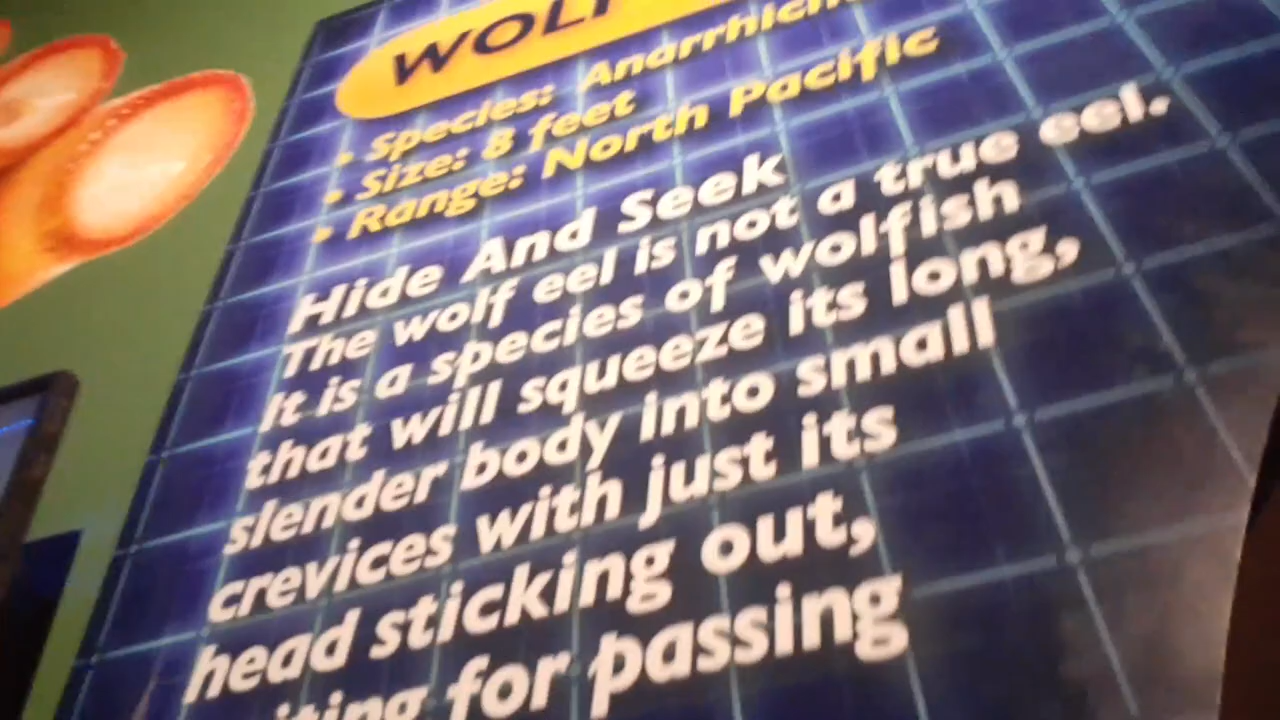 WOLF
• Species: Anarrhich
• Size: 8 feet
• Range: North Pacific
Hide And Seek
The wolf eel is not a true eel.
It is a species of wolfish
that will squeeze its long,
slender body into small
crevices with just its
head sticking out,
iting for passing